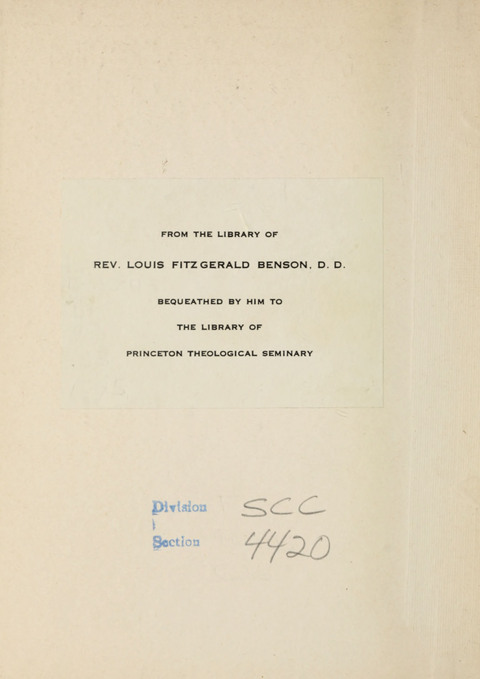 FROM THE LIBRARY OF
REV. LOUIS FITZGERALD BENSON, D. D.
BEQUEATHED BY HIM TO
THE LIBRARY OF
PRINCETON THEOLOGICAL SEMINARY
Division SCC
Section 4420